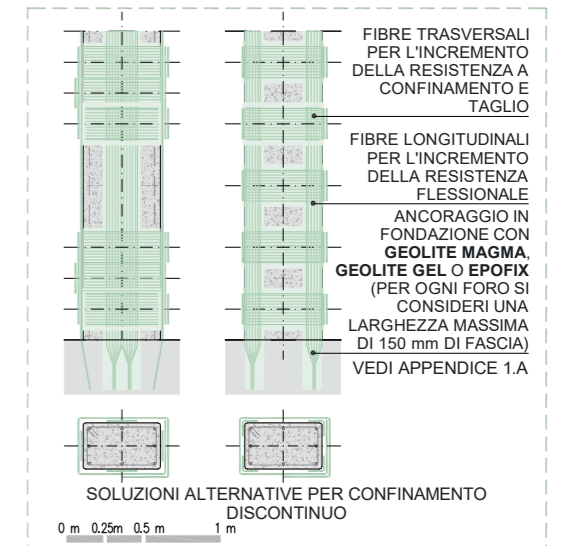 FIBRE TRASVERSALI
PER L'INCREMENTO
DELLA RESISTENZA A
CONFINAMENTO E
TAGLIO
FIBRE LONGITUDINALI
PER L'INCREMENTO
DELLA RESISTENZA
FLESSIONALE
ANCORAGGIO IN
FONDAZIONE CON
GEOLITE MAGMA,
GEOLITE GEL O EPOFIX
(PER OGNI FORO SI
CONSIDERI UNA
LARGHEZZA MASSIMA
DI 150 mm DI FASCIA)
VEDI APPENDICE 1.A
SOLUZIONI ALTERNATIVE PER CONFINAMENTO
DISCONTINUO
0 m 0.25m 0.5 m 1 m